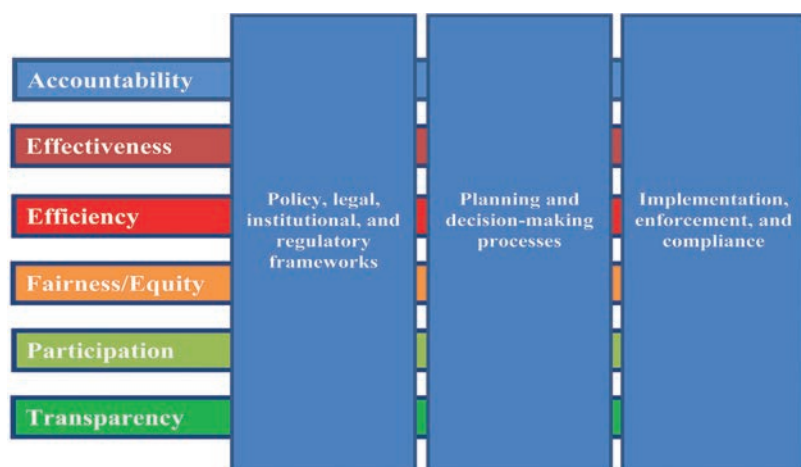 Accountability
Effectiveness
Efficiency
Fairness/Equity
Participation
Transparency
Policy, legal,
institutional, and
regulatory
frameworks
Planning and
decision-making
processes
Implementation,
enforcement, and
compliance